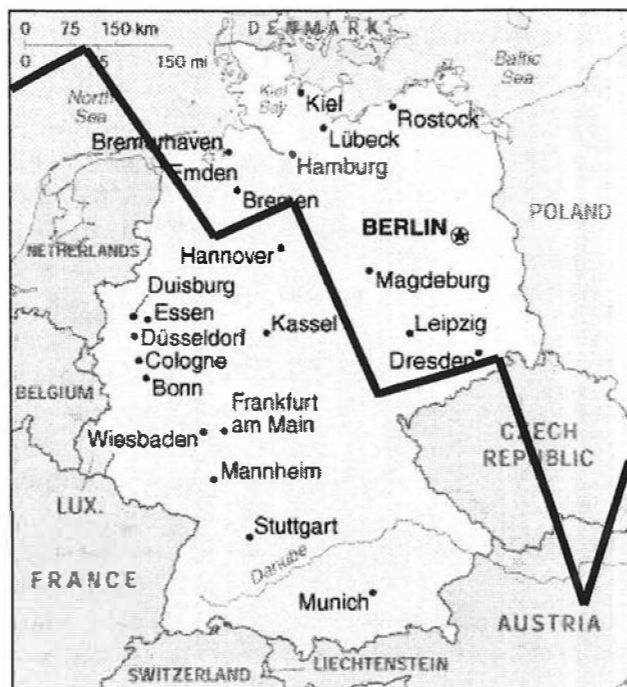 0 75 150 km
0 150 mi
DENMARK
Baltic
Sea
North
Sea
Kiel
Bay
Kiel
Rostock
Lübeck
Bremerhaven
Hamburg
Emden
Bremen
POLAND
BERLIN
NETHERLANDS
Hannover
Magdeburg
Duisburg
Essen
Kassel
Leipzig
Düsseldorf
Dresden
Cologne
BELGIUM
Bonn
Frankfurt
am Main
Wiesbaden
CZECH
REPUBLIC
Mannheim
LUX.
Stuttgart
Danube
FRANCE
Munich
AUSTRIA
SWITZERLAND
LIECHTENSTEIN